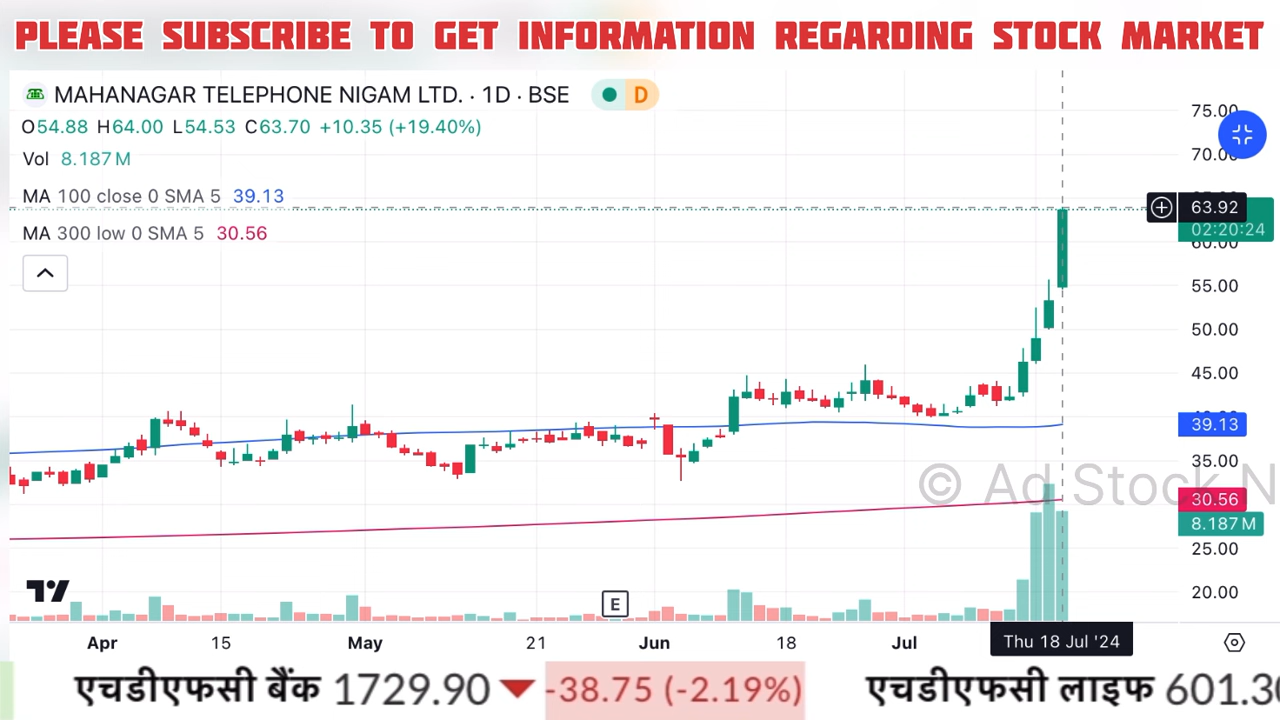 PLEASE SUBSCRIBE TO GET INFORMATION REGARDING STOCK MARKET
MAHANAGAR TELEPHONE NIGAM LTD. · 1D · BSE D
O54.88 H64.00 L54.53 C63.70 +10.35 (+19.40%)
Vol 8.187 M
MA 100 close 0 SMA 5 39.13
MA 300 low 0 SMA 5 30.56
75.00
70.00
63.92
02:20:24
60.00
55.00
50.00
45.00
39.13
35.00
© Ad Stock N
30.56
8.187 M
25.00
20.00
E
Apr 15 May 21 Jun 18 Jul Thu 18 Jul '24
एचडीएफसी बैंक 1729.90 -38.75 (-2.19%) एचडीएफसी लाइफ 601.30